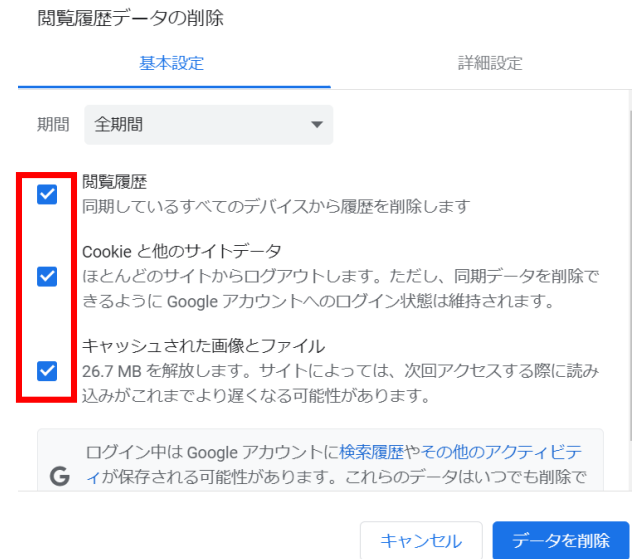 閲覧履歴データの削除
基本設定
詳細設定
期間 全期間
閲覧履歴
同期しているすべてのデバイスから履歴を削除します
Cookie と他のサイトデータ
ほとんどのサイトからログアウトします。ただし、同期データを削除で
きるように Google アカウントへのログイン状態は維持されます。
キャッシュされた画像とファイル
26.7 MB を解放します。サイトによっては、次回アクセスする際に読み
込みがこれまでより遅くなる可能性があります。
ログイン中は Google アカウントに検索履歴やその他のアクティビテ
G ィが保存される可能性があります。これらのデータはいつでも削除で
キャンセル
データを削除